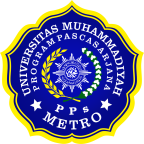 UNIVERSITAS MUHAMMADIYAH
PROGRAM PASCASARJANA
PPs
METRO